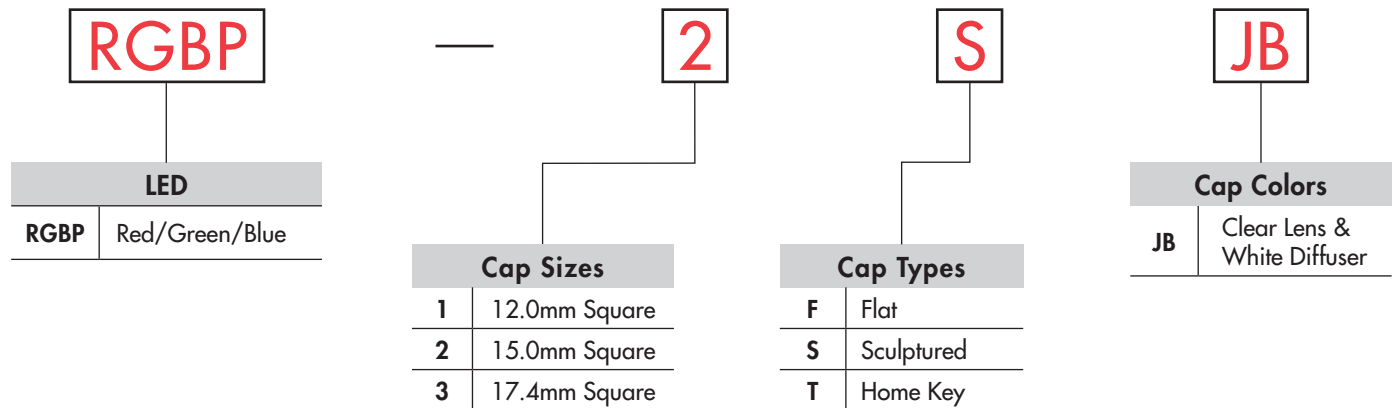 RGBP — 2 S JB
LED
RGBP Red/Green/Blue
Cap Sizes
1 12.0mm Square
2 15.0mm Square
3 17.4mm Square
Cap Types
F Flat
S Sculptured
T Home Key
Cap Colors
JB Clear Lens &
White Diffuser